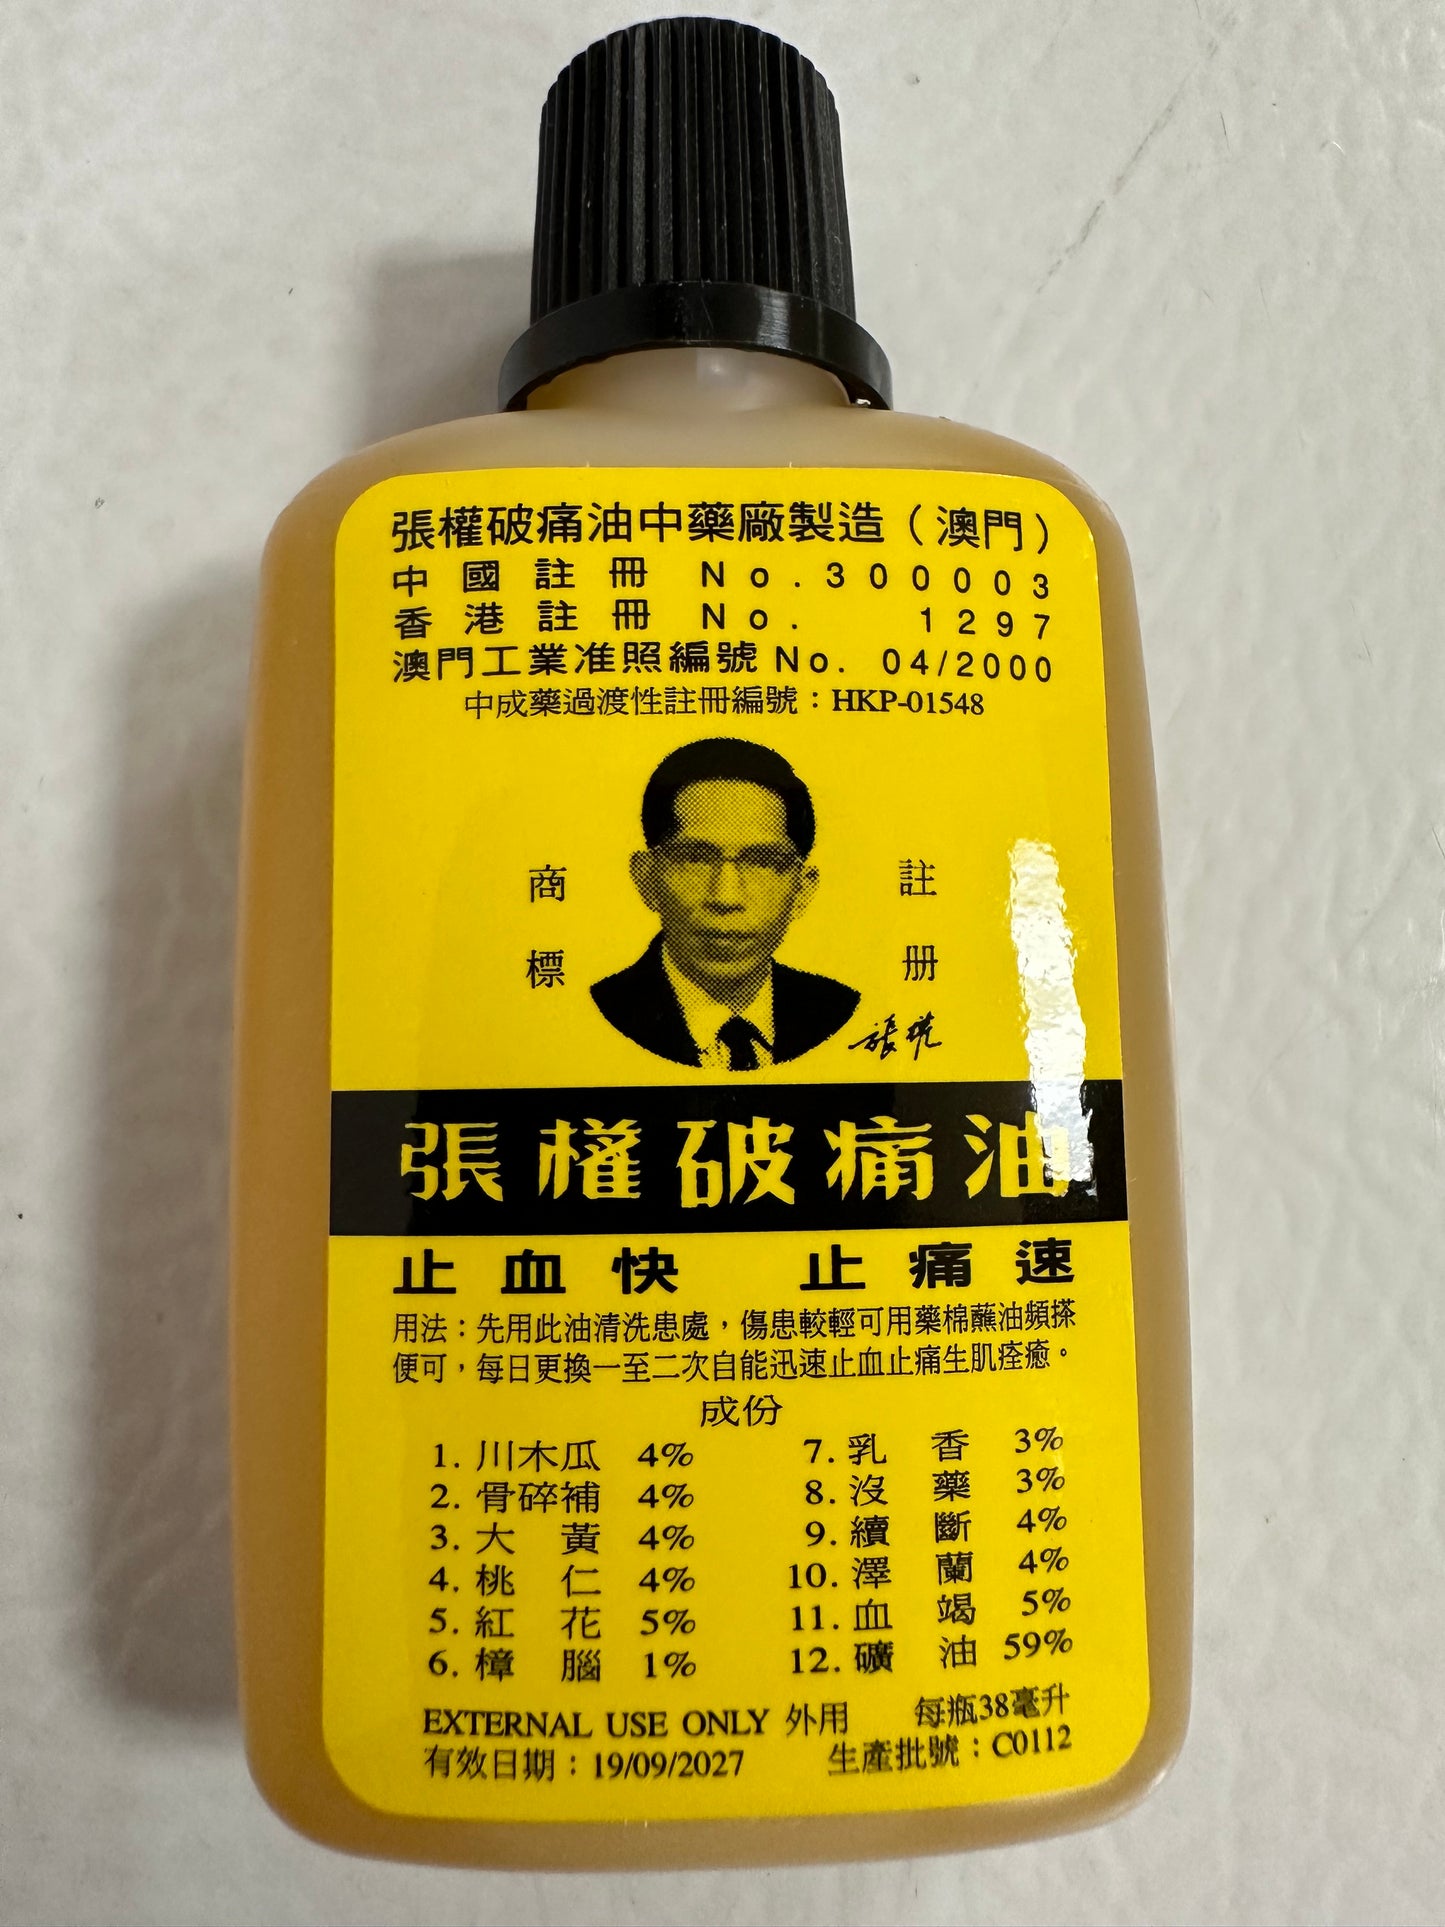 張權破痛油中藥廠製造（澳門）
中國註冊 No.300003
香港註冊 No. 1297
澳門工業准照編號 No. 04/2000
中成藥過渡性註冊編號：HKP-01548
商標
註册
張權破痛油
止血快 止痛速
用法：先用此油清洗患處，傷患較輕可用藥棉蘸油頻搽
便可，每日更換一至二次自能迅速止血止痛生肌痊癒。
成份
1. 川木瓜 4% 7. 乳香 3%
2. 骨碎補 4% 8. 沒藥 3%
3. 大黃 4% 9. 續斷 4%
4. 桃仁 4% 10. 澤蘭 4%
5. 紅花 5% 11. 血竭 5%
6. 樟腦 1% 12. 礦油 59%
EXTERNAL USE ONLY 外用 每瓶38毫升
有效日期：19/09/2027 生產批號：C0112